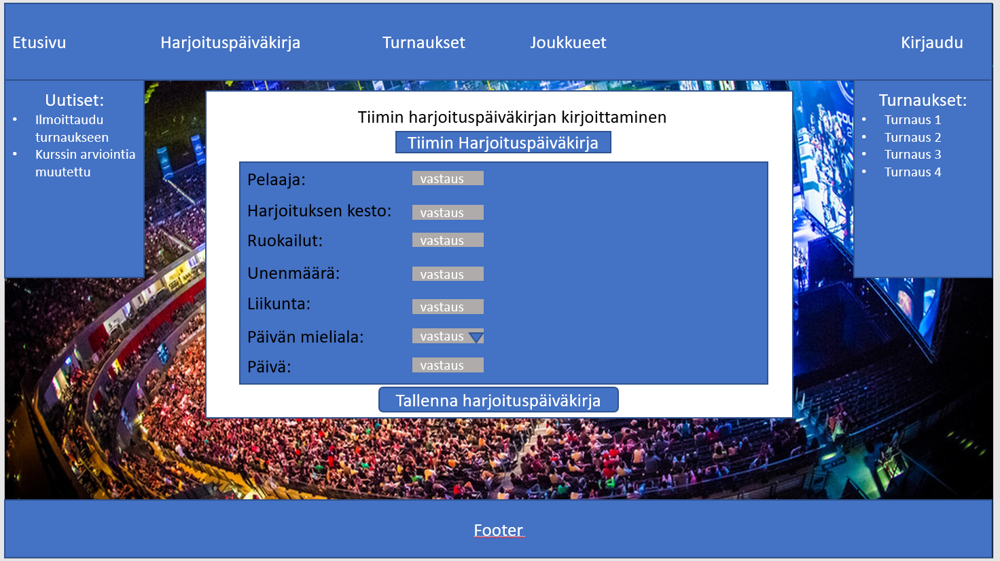 Etusivu
Harjoituspäiväkirja
Turnaukset
Joukkueet
Kirjaudu
Uutiset:
• Ilmoittaudu
turnaukseen
• Kurssin arviointia
muutettu
Tiimin harjoituspäiväkirjan kirjoittaminen
Tiimin Harjoituspäiväkirja
Pelaaja: vastaus
Harjoituksen kesto: vastaus
Ruokailut: vastaus
Unenmäärä: vastaus
Liikunta: vastaus
Päivän mieliala: vastaus
Päivä: vastaus
Tallenna harjoituspäiväkirja
Turnaukset:
• Turnaus 1
• Turnaus 2
• Turnaus 3
• Turnaus 4
Footer